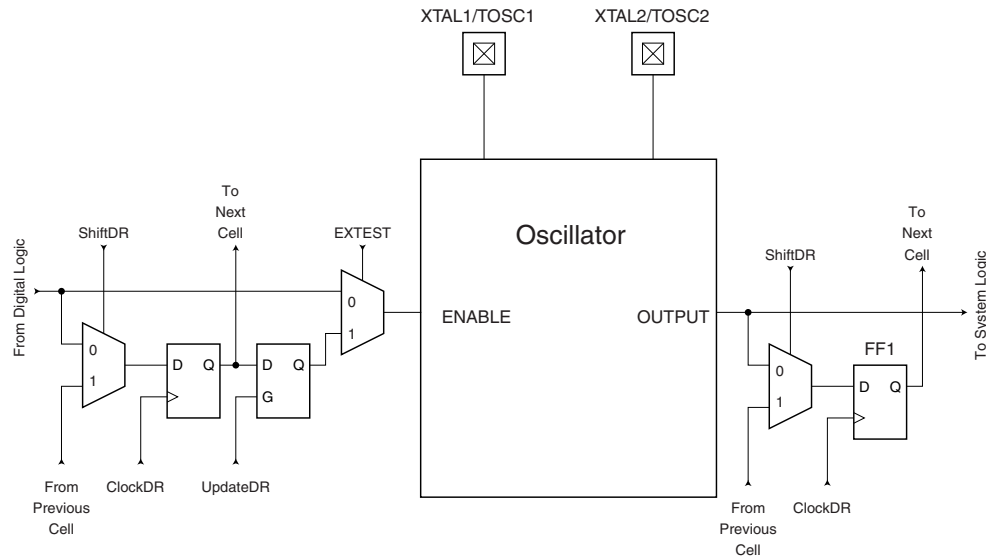 XTAL1/TOSC1
XTAL2/TOSC2
To
Next
Cell
ShiftDR
EXTEST
From Digital Logic
0
1
D Q
D Q
G
0
1
From
Previous
Cell
ClockDR
UpdateDR
Oscillator
ENABLE
OUTPUT
To
Next
Cell
ShiftDR
To System Logic
FF1
0
1
D Q
From
Previous
Cell
ClockDR